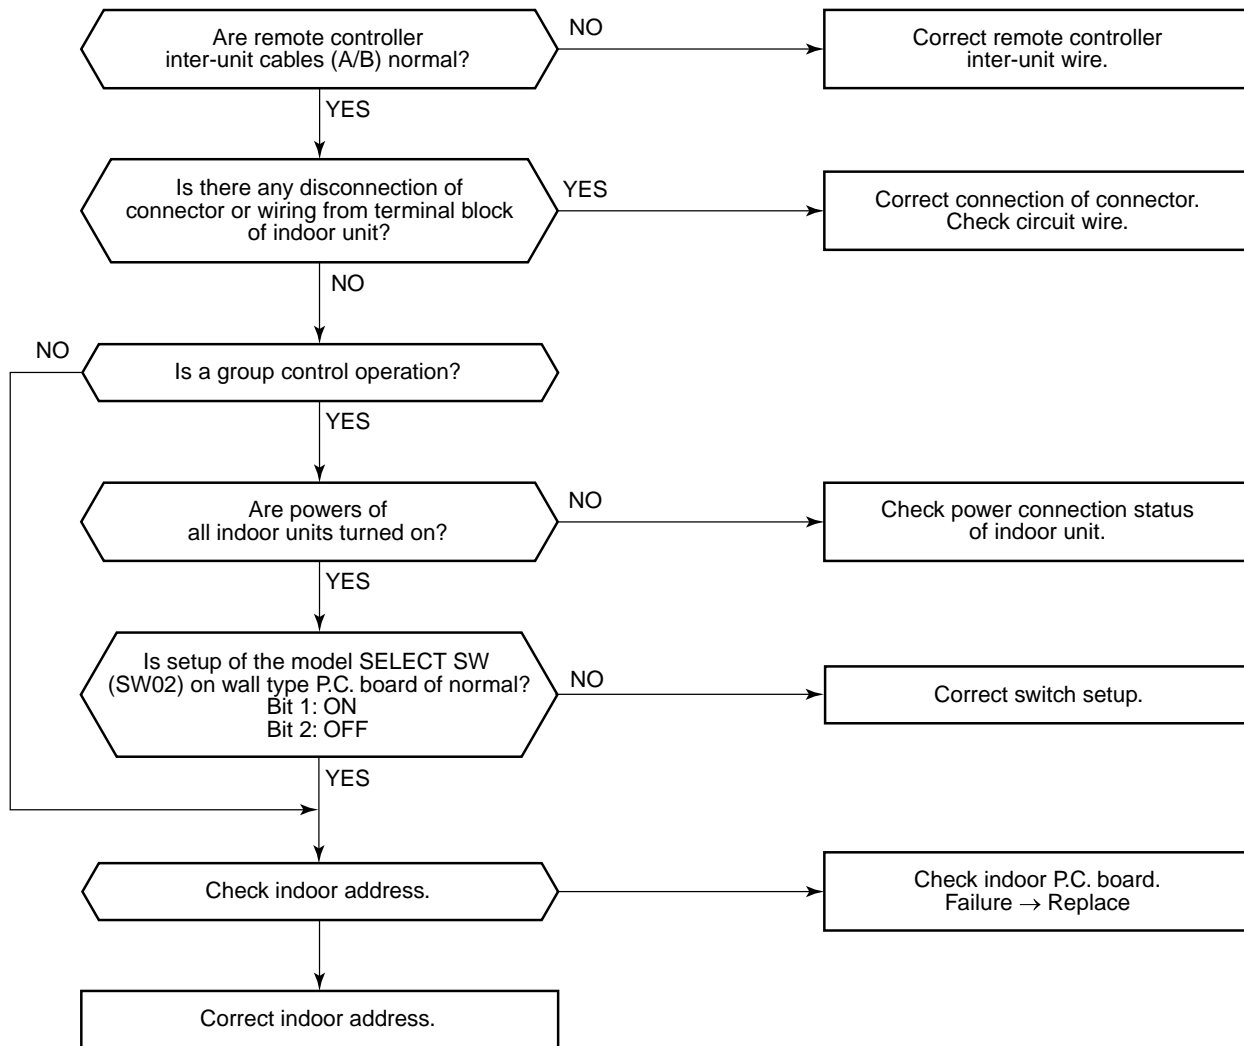 Are remote controller
inter-unit cables (A/B) normal?
NO
Correct remote controller
inter-unit wire.
YES
Is there any disconnection of
connector or wiring from terminal block
of indoor unit?
YES
Correct connection of connector.
Check circuit wire.
NO
NO
Is a group control operation?
YES
Are powers of
all indoor units turned on?
NO
Check power connection status
of indoor unit.
YES
Is setup of the model SELECT SW
(SW02) on wall type P.C. board of normal?
Bit 1: ON
Bit 2: OFF
NO
Correct switch setup.
YES
Check indoor address.
Check indoor P.C. board.
Failure → Replace
Correct indoor address.